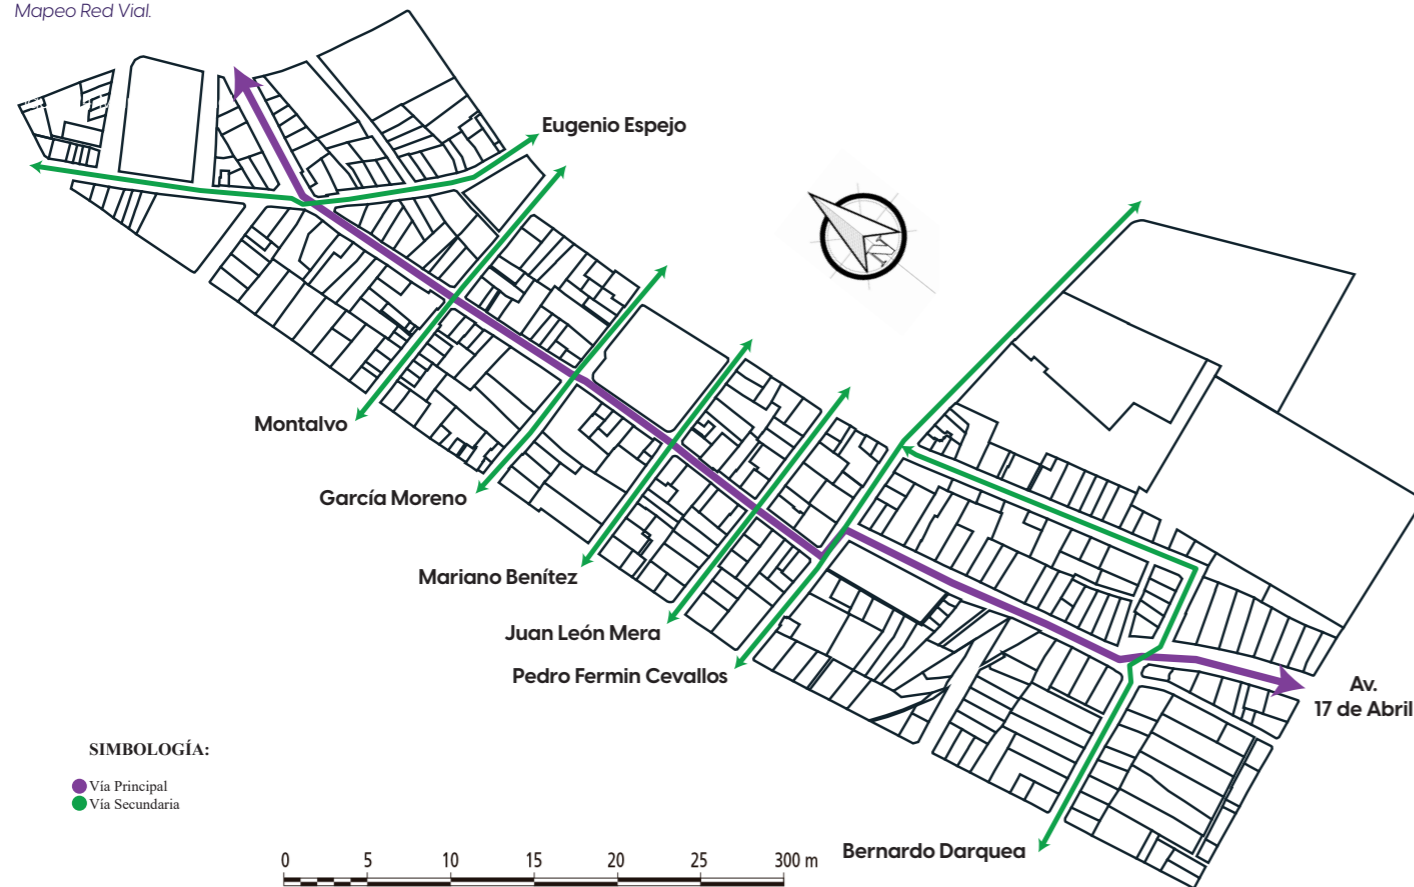 Mapeo Red Vial.
Eugenio Espejo
Montalvo
García Moreno
Mariano Benítez
Juan León Mera
Pedro Fermin Cevallos
Av.
17 de Abril
SIMBOLOGÍA:
Vía Principal
Vía Secundaria
0 5 10 15 20 25 300 m
Bernardo Darquea